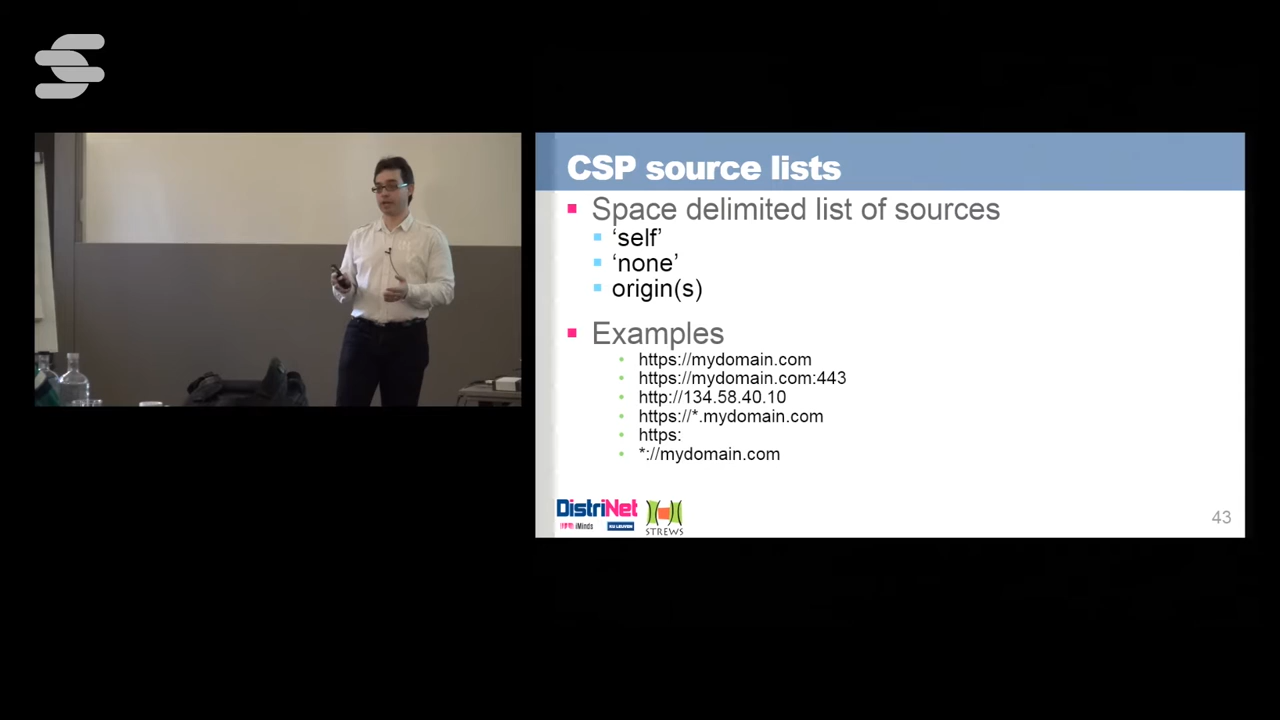 CSP source lists
Space delimited list of sources
‘self’
‘none’
origin(s)
Examples
https://mydomain.com
https://mydomain.com:443
http://134.58.40.10
https://*.mydomain.com
https:
*://mydomain.com
DistriNet
iMinds
KU LEUVEN
STREWS
43